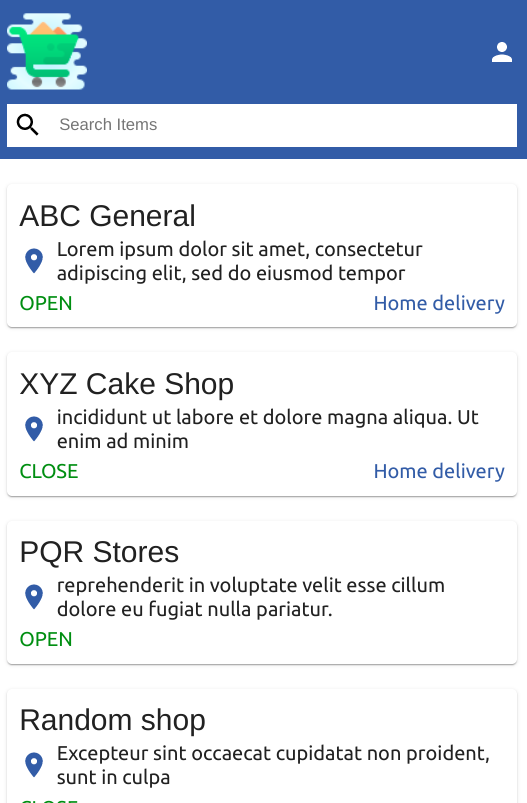 Search Items
ABC General
Lorem ipsum dolor sit amet, consectetur
adipiscing elit, sed do eiusmod tempor
OPEN Home delivery
XYZ Cake Shop
incididunt ut labore et dolore magna aliqua. Ut
enim ad minim
CLOSE Home delivery
PQR Stores
reprehenderit in voluptate velit esse cillum
dolore eu fugiat nulla pariatur.
OPEN
Random shop
Excepteur sint occaecat cupidatat non proident,
sunt in culpa